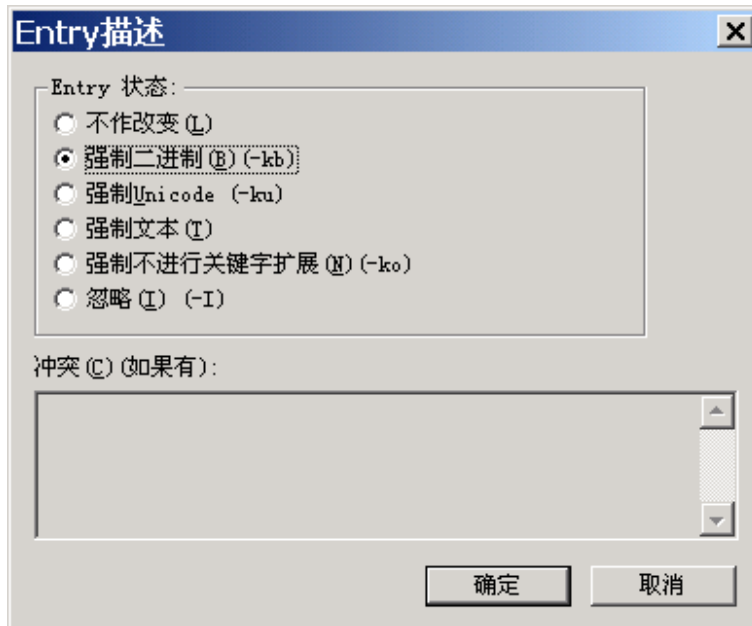 Entry描述
Entry 状态:
不作改变(L)
强制二进制(B)(-kb)
强制Unicode (-ku)
强制文本(T)
强制不进行关键字扩展(N)(-ko)
忽略(I) (-I)
冲突(C)(如果有):
确定 取消